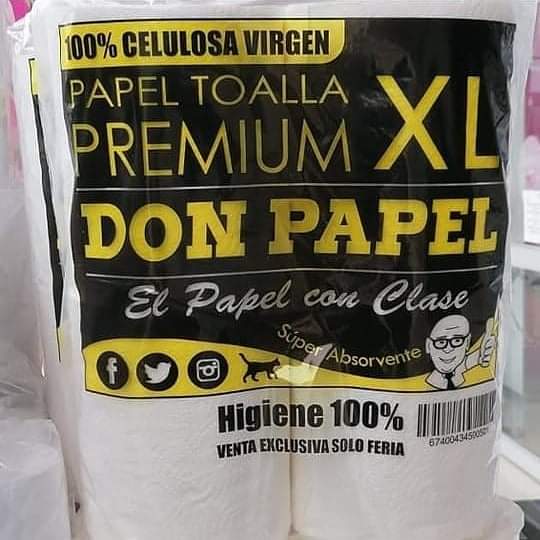 100% CELULOSA VIRGEN
PAPEL TOALLA
PREMIUM XL
DON PAPEL
El Papel con Clase
Súper Absorvente
Higiene 100%
VENTA EXCLUSIVA SOLO FERIA